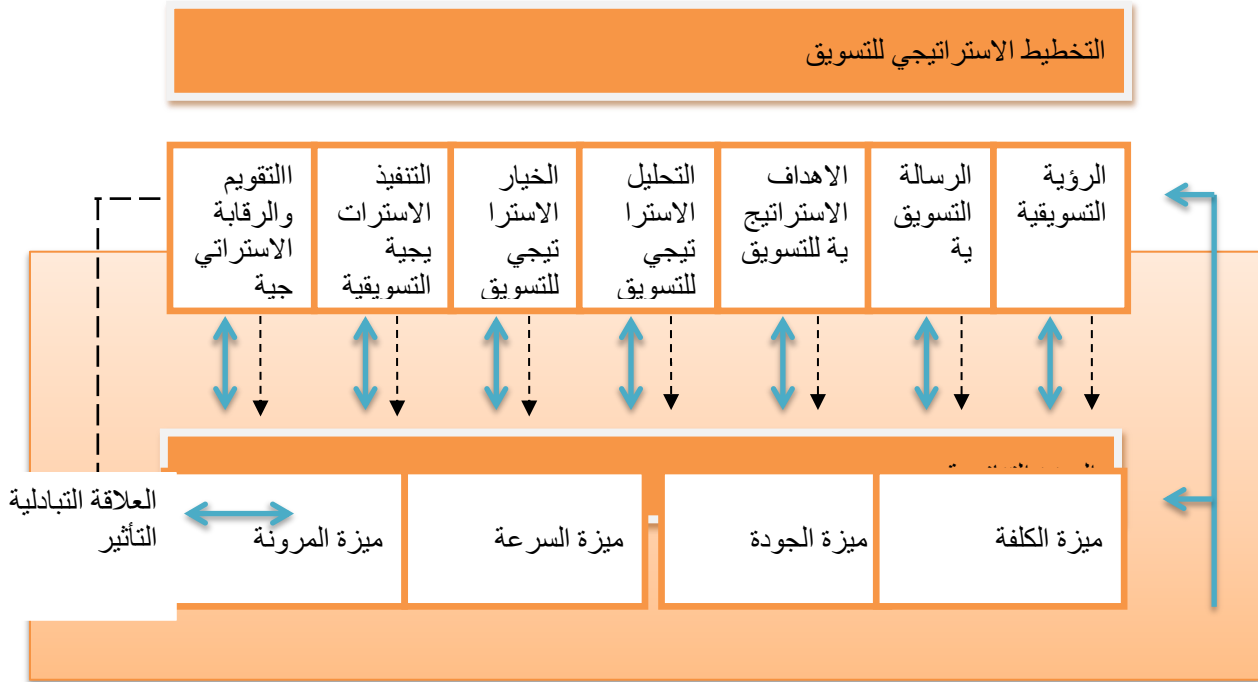 التخطيط الاستراتيجي للتسويق
الرؤية
التسويقية
الرسالة
التسويق
ية
الاهداف
الاستراتيج
ية للتسويق
التحليل
الاسترا
تيجي
للتسويق
الخيار
الاسترا
تيجي
للتسويق
التنفيذ
الاسترات
يجية
التسويقية
االتقويم
والرقابة
الاستراتي
جية
ميزة الكلفة
ميزة الجودة
ميزة السرعة
ميزة المرونة
العلاقة التبادلية
التأثير